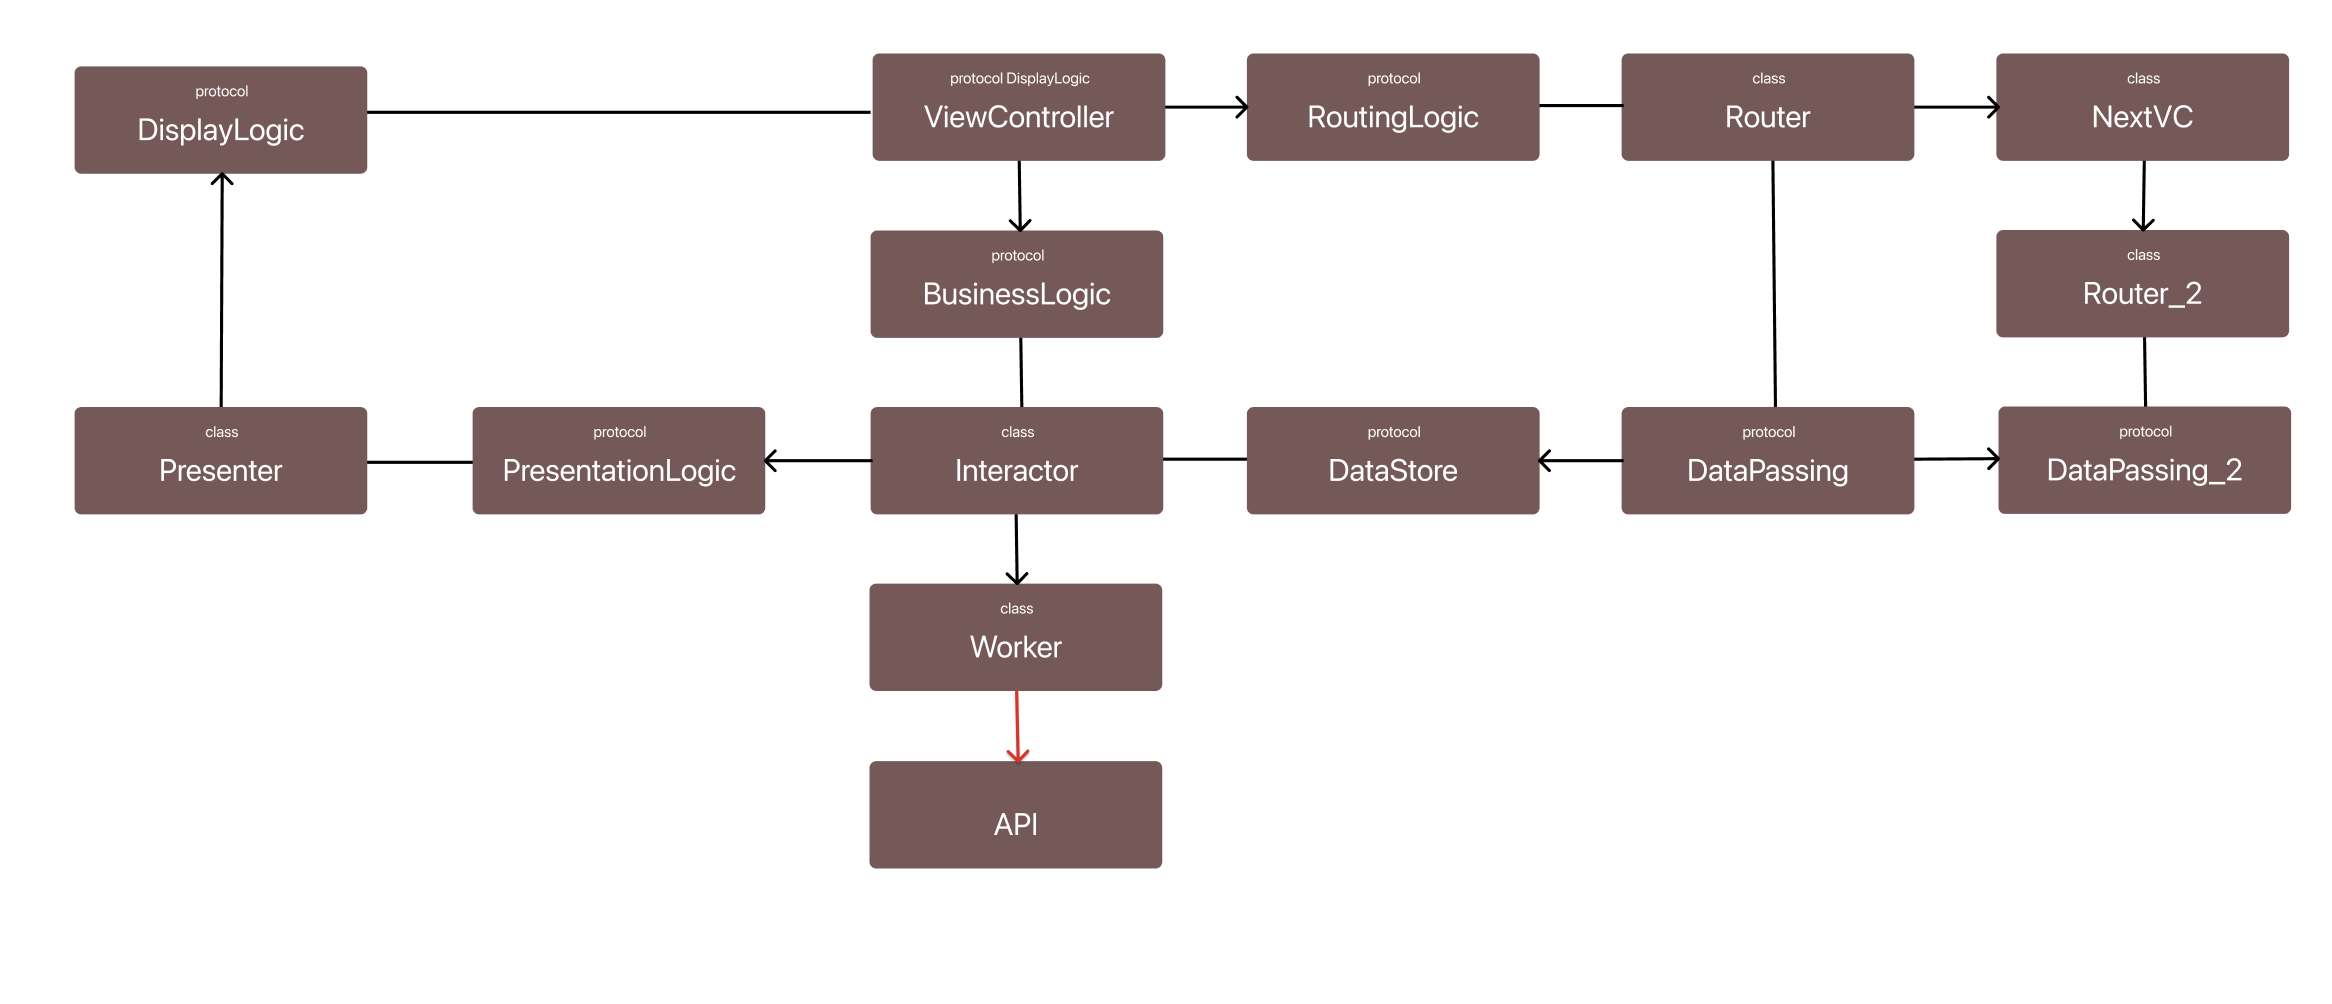 protocol
DisplayLogic
protocol DisplayLogic
ViewController
protocol
RoutingLogic
class
Router
class
NextVC
protocol
BusinessLogic
class
Router_2
class
Presenter
protocol
PresentationLogic
class
Interactor
protocol
DataStore
protocol
DataPassing
protocol
DataPassing_2
class
Worker
API